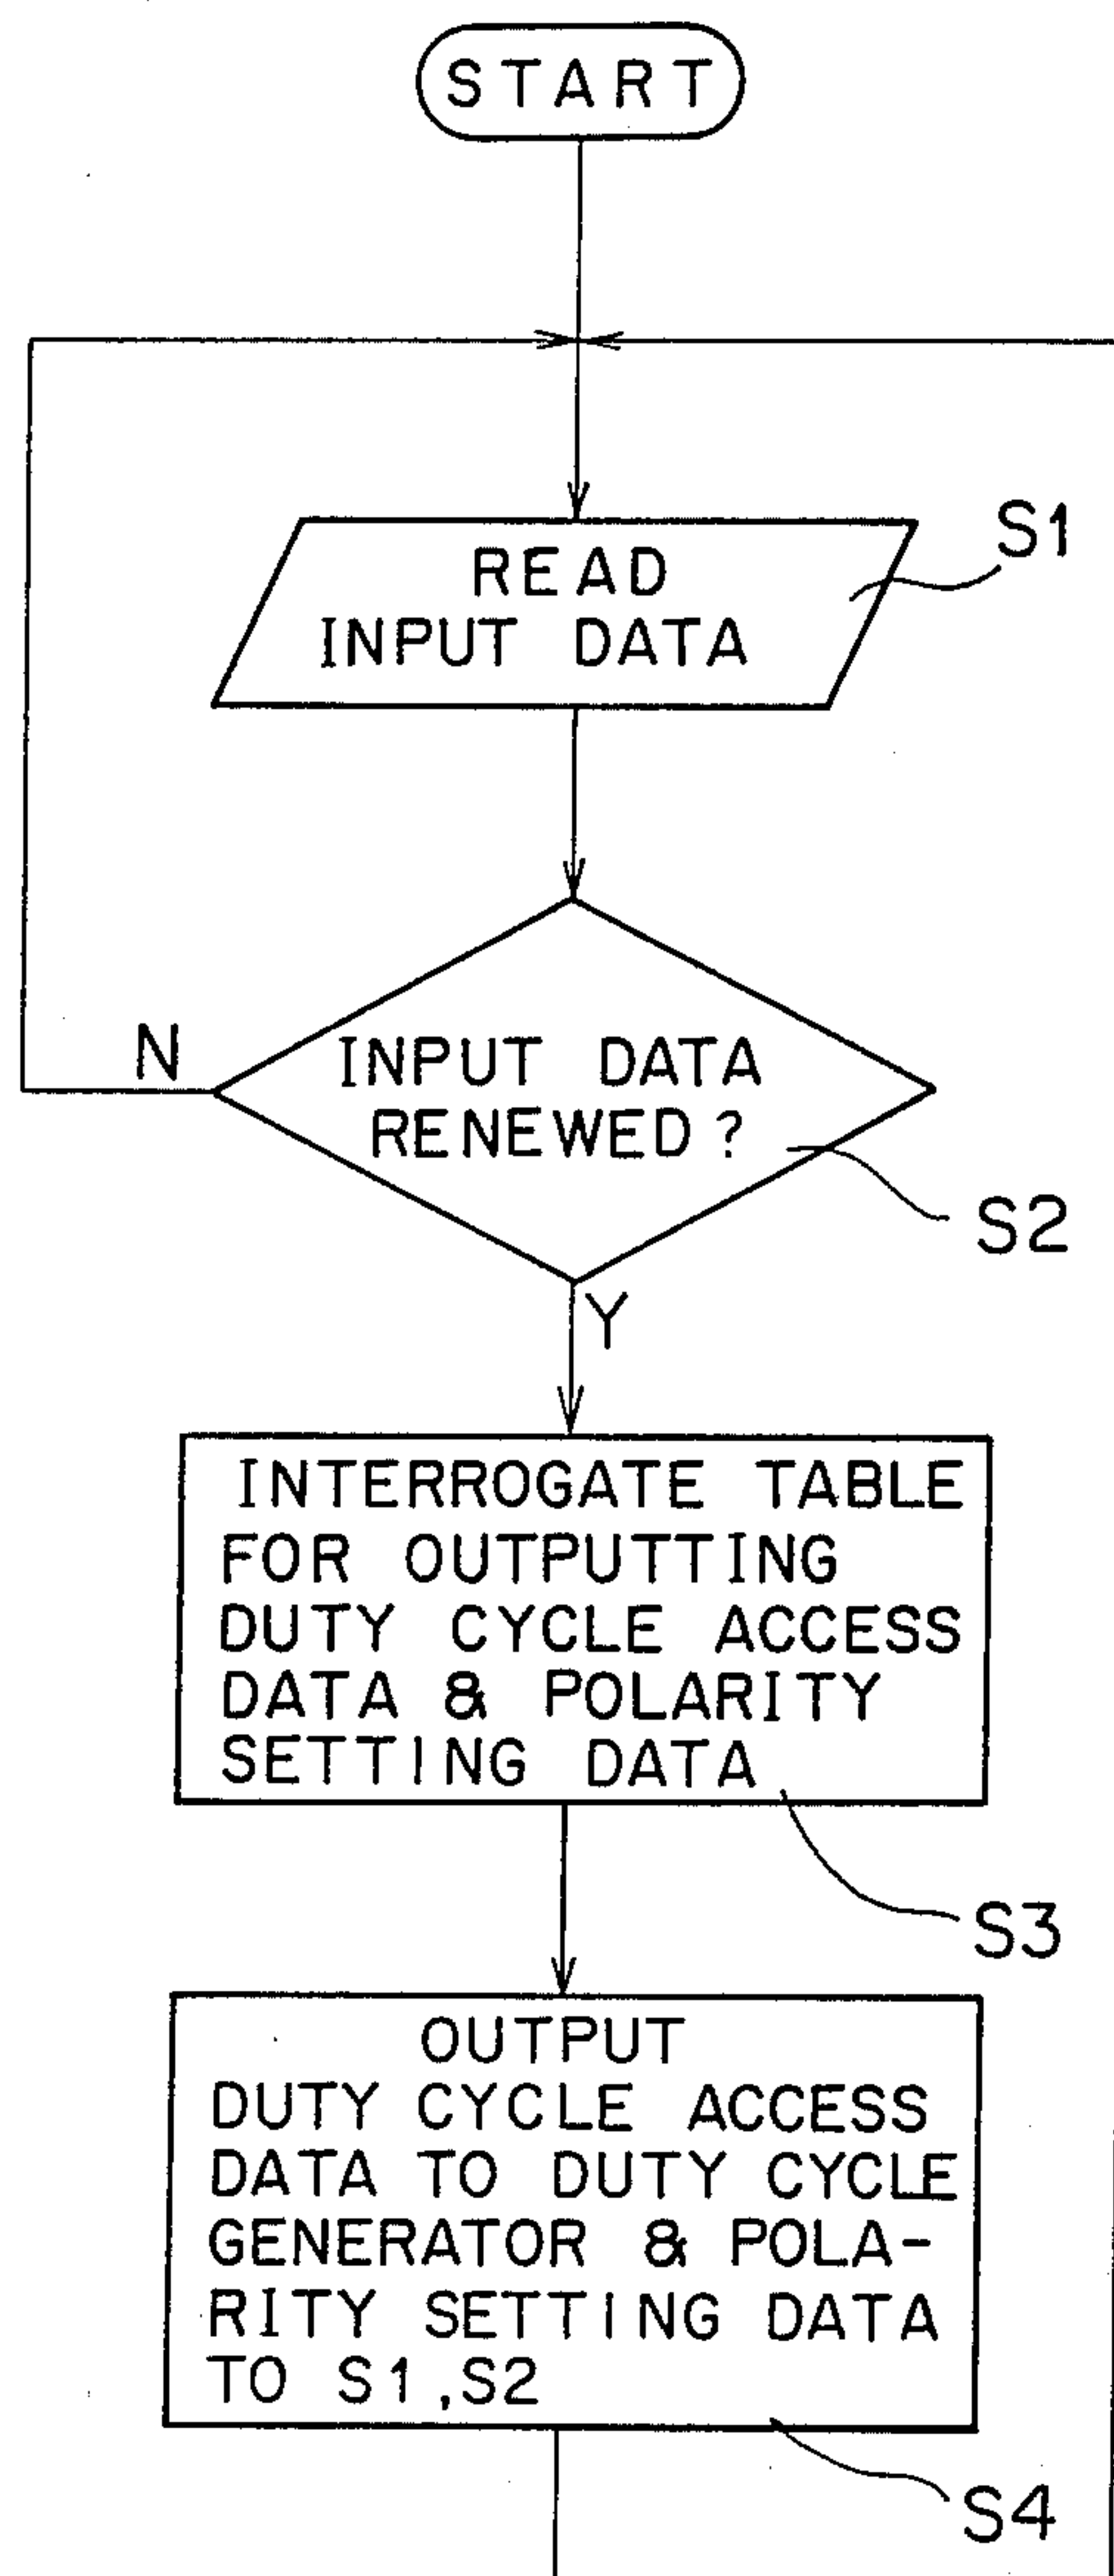 START
READ
INPUT DATA
S1
N
INPUT DATA
RENEWED?
S2
Y
INTERROGATE TABLE
FOR OUTPUTTING
DUTY CYCLE ACCESS
DATA & POLARITY
SETTING DATA
S3
OUTPUT
DUTY CYCLE ACCESS
DATA TO DUTY CYCLE
GENERATOR & POLA-
RITY SETTING DATA
TO S1,S2
S4